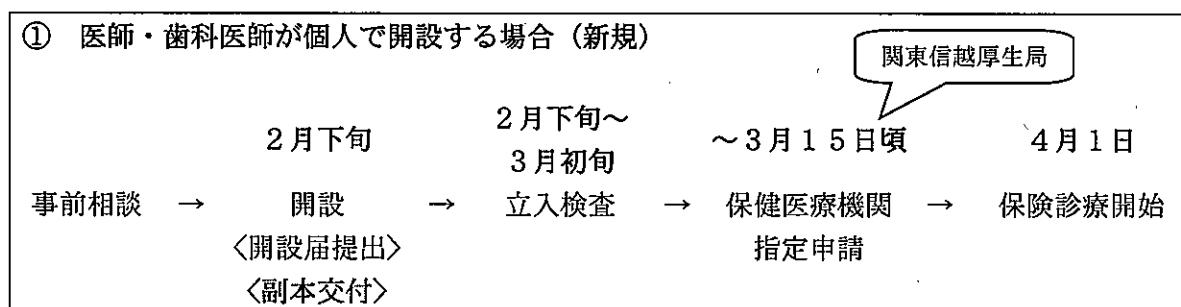 ① 医師・歯科医師が個人で開設する場合（新規）
関東信越厚生局
２月下旬
２月下旬～
３月初旬
～３月１５日頃
４月１日
事前相談 → 開設 → 立入検査 → 保健医療機関 → 保険診療開始
〈開設届提出〉 指定申請
〈副本交付〉